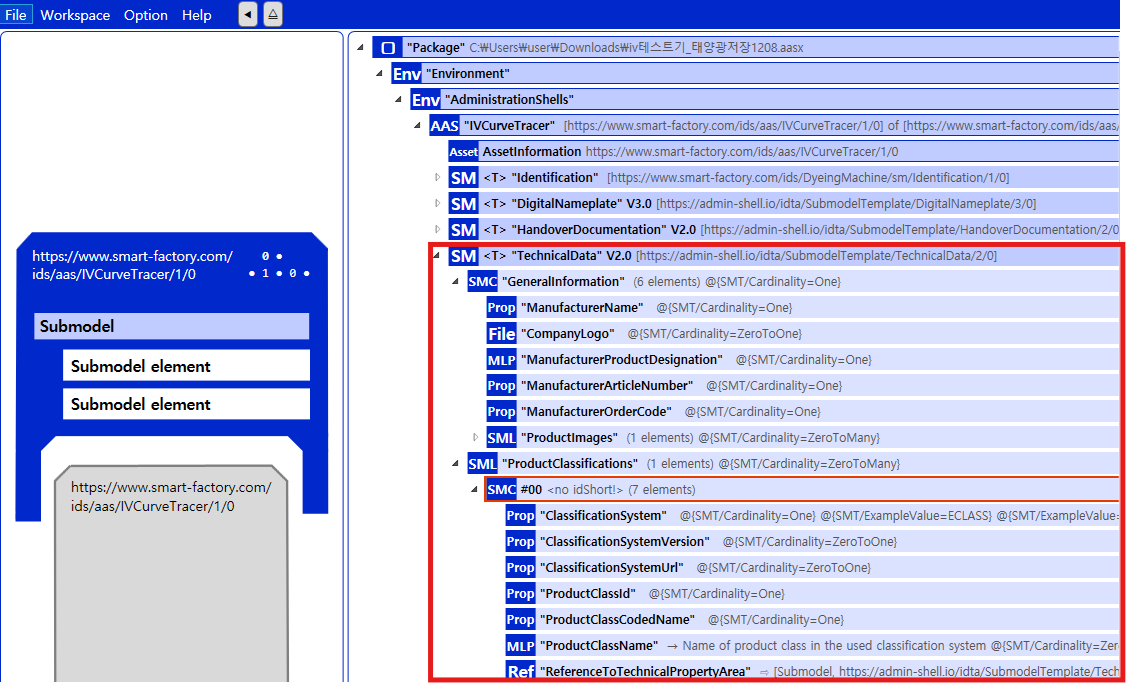 File Workspace Option Help
https://www.smart-factory.com/
ids/aas/IVCurveTracer/1/0
0
1 0
Submodel
Submodel element
Submodel element
https://www.smart-factory.com/
ids/aas/IVCurveTracer/1/0
"Package" C:₩Users₩user₩Downloads₩iv테스트기_태양광저장1208.aasx
Env "Environment"
Env "AdministrationShells"
AAS "IVCurveTracer" [https://www.smart-factory.com/ids/aas/IVCurveTracer/1/0] of [https://www.smart-factory.com/ids/aas/
Asset AssetInformation https://www.smart-factory.com/ids/aas/IVCurveTracer/1/0
SM <T> "Identification" [https://www.smart-factory.com/ids/DyeingMachine/sm/Identification/1/0]
SM <T> "DigitalNameplate" V3.0 [https://admin-shell.io/idta/SubmodelTemplate/DigitalNameplate/3/0]
SM <T> "HandoverDocumentation" V2.0 [https://admin-shell.io/idta/SubmodelTemplate/HandoverDocumentation/2/0
SM <T> "TechnicalData" V2.0 [https://admin-shell.io/idta/SubmodelTemplate/TechnicalData/2/0]
SMC "GeneralInformation" (6 elements) @{SMT/Cardinality=One}
Prop "ManufacturerName" @{SMT/Cardinality=One}
File "CompanyLogo" @{SMT/Cardinality=ZeroToOne}
MLP "ManufacturerProductDesignation" @{SMT/Cardinality=One}
Prop "ManufacturerArticleNumber" @{SMT/Cardinality=One}
Prop "ManufacturerOrderCode" @{SMT/Cardinality=One}
SML "ProductImages" (1 elements) @{SMT/Cardinality=ZeroToMany}
SML "ProductClassifications" (1 elements) @{SMT/Cardinality=ZeroToMany}
SMC #00 <no idShort!> (7 elements)
Prop "ClassificationSystem" @{SMT/Cardinality=One} @{SMT/ExampleValue=ECLASS} @{SMT/ExampleValue=
Prop "ClassificationSystemVersion" @{SMT/Cardinality=ZeroToOne}
Prop "ClassificationSystemUrl" @{SMT/Cardinality=ZeroToOne}
Prop "ProductClassId" @{SMT/Cardinality=One}
Prop "ProductClassCodedName" @{SMT/Cardinality=One}
MLP "ProductClassName" → Name of product class in the used classification system @{SMT/Cardinality=Zer
Ref "ReferenceToTechnicalPropertyArea" ⇨ [Submodel, https://admin-shell.io/idta/SubmodelTemplate/Tech